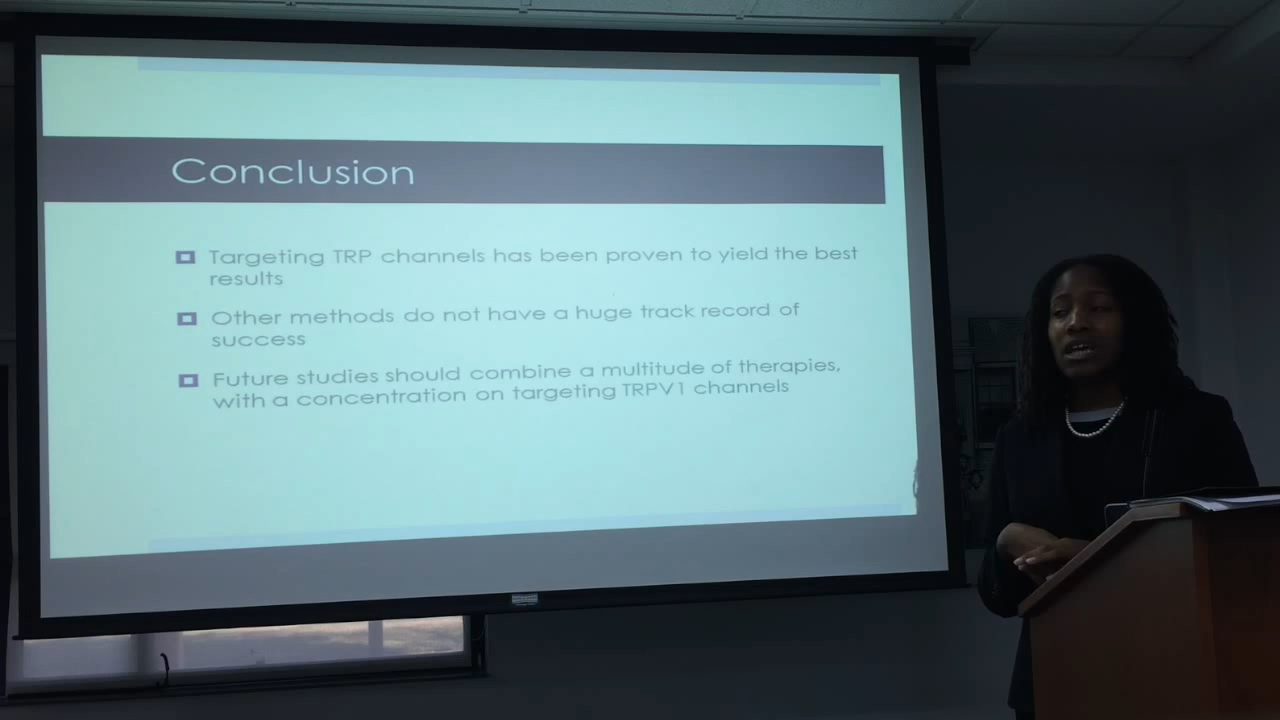 Conclusion
Targeting TRP channels has been proven to yield the best
results
Other methods do not have a huge track record of
success
Future studies should combine a multitude of therapies,
with a concentration on targeting TRPV1 channels